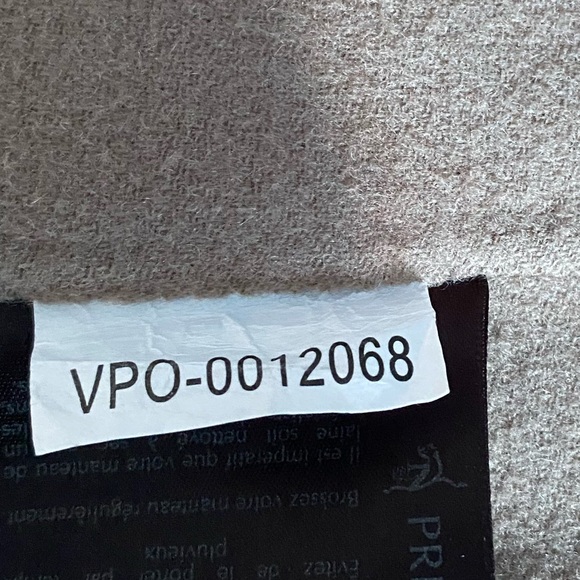 VPO-0012068
PR
Évitez de le porter par
pluvieux
Brossez votre manteau régulièrement
Il est impératif que votre manteau de
laine soit nettoyé à sec